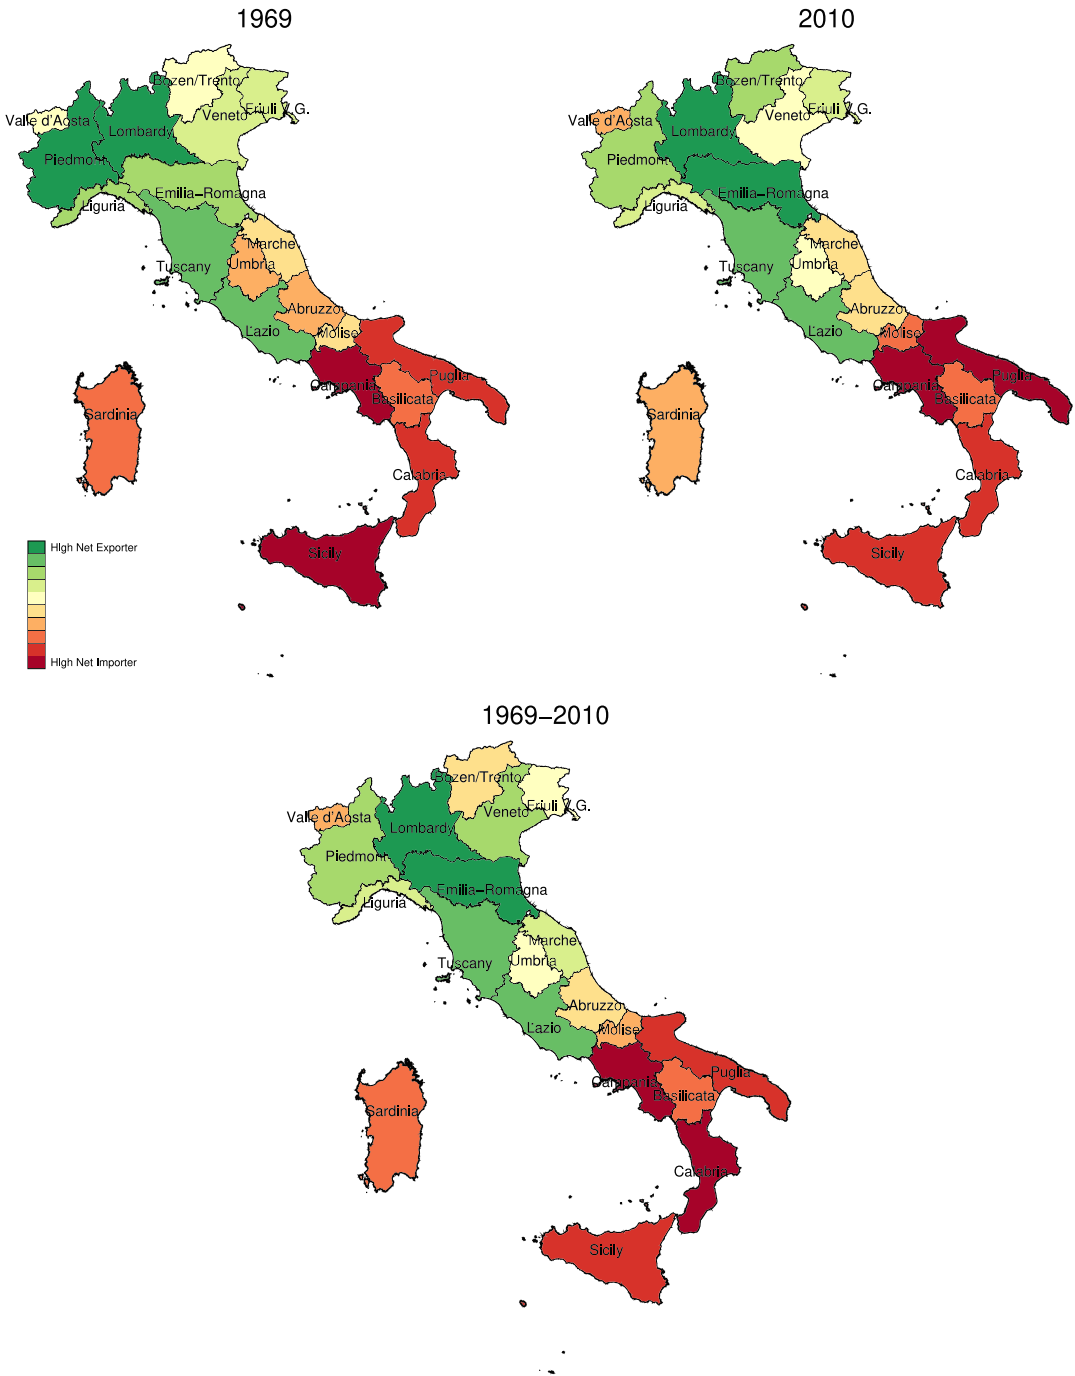 1969
2010
Bozen/Trento
Friuli V.G.
Valle d'Aosta
Veneto
Lombardy
Piedmont
Emilia−Romagna
Liguria
Marche
Umbria
Tuscany
Abruzzo
Lazio
Molise
Puglia
Campania
Basilicata
Sardinia
Calabria
Sicily
HIgh Net Exporter
HIgh Net Importer
Bozen/Trento
Friuli V.G.
Valle d'Aosta
Veneto
Lombardy
Piedmont
Emilia−Romagna
Liguria
Marche
Umbria
Tuscany
Abruzzo
Lazio
Molise
Puglia
Campania
Basilicata
Sardinia
Calabria
Sicily
1969−2010
Bozen/Trento
Friuli V.G.
Valle d'Aosta
Veneto
Lombardy
Piedmont
Emilia−Romagna
Liguria
Marche
Umbria
Tuscany
Abruzzo
Lazio
Molise
Puglia
Campania
Basilicata
Sardinia
Calabria
Sicily